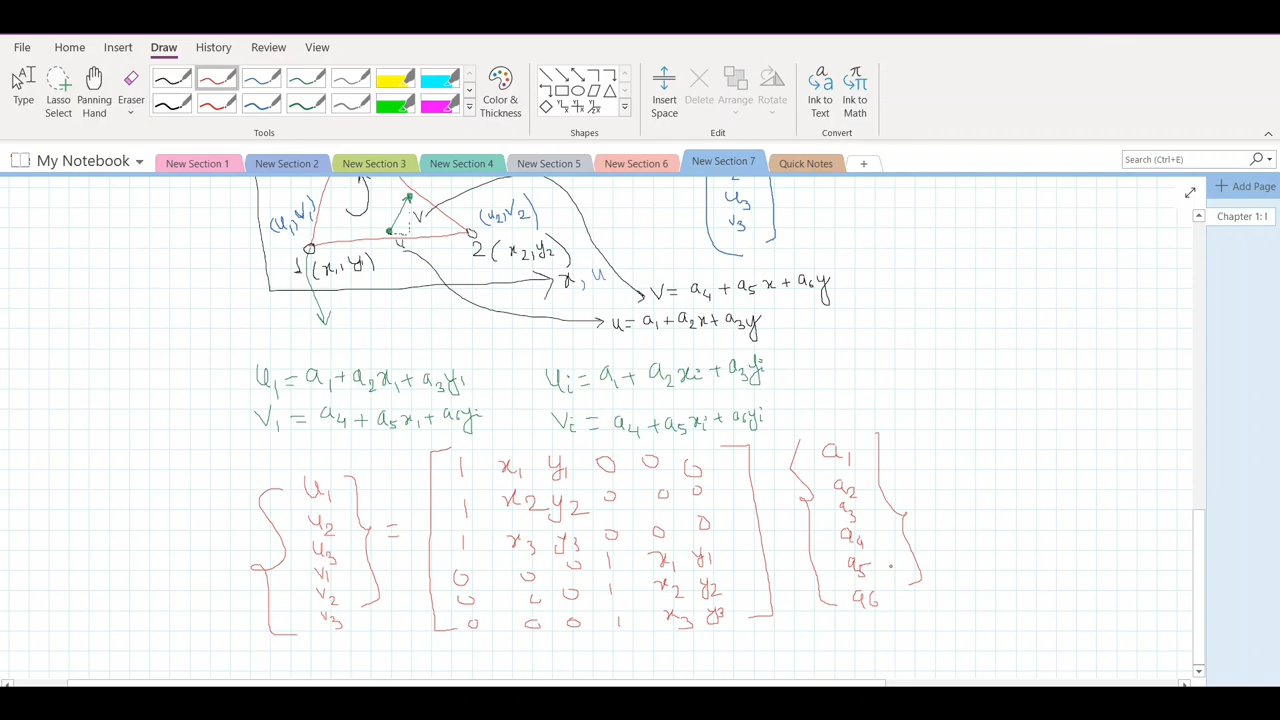 File Home Insert Draw History Review View
Type Lasso Select Panning Hand Eraser Color & Thickness Insert Space Delete Arrange Rotate Ink to Text Ink to Math
Tools Shapes Edit Convert
My Notebook New Section 1 New Section 2 New Section 3 New Section 4 New Section 5 New Section 6 New Section 7 Quick Notes + Search (Ctrl+E)
Add Page
Chapter 1: I
(u₁,v₁) v (u₂,v₂) u₃
v₃
1 (x₁, y₁) u 2 (x₂, y₂)
x, u
v = a₄ + a₅x + a₆y
u = a₁ + a₂x + a₃y
u₁ = a₁ + a₂x₁ + a₃y₁ uᵢ = a₁ + a₂xᵢ + a₃yᵢ
v₁ = a₄ + a₅x₁ + a₆yᵢ vᵢ = a₄ + a₅xᵢ + a₆yᵢ
1 x₁ y₁ 0 0 0 a₁
u₁ 1 x₂ y₂ 0 0 0 a₂
u₂ = 1 x₃ y₃ 0 0 0 a₃
u₃ 0 0 0 1 x₁ y₁ a₄
v₁ 0 0 0 1 x₂ y₂ a₅
v₂ 0 0 0 1 x₃ y₃ a₆
v₃